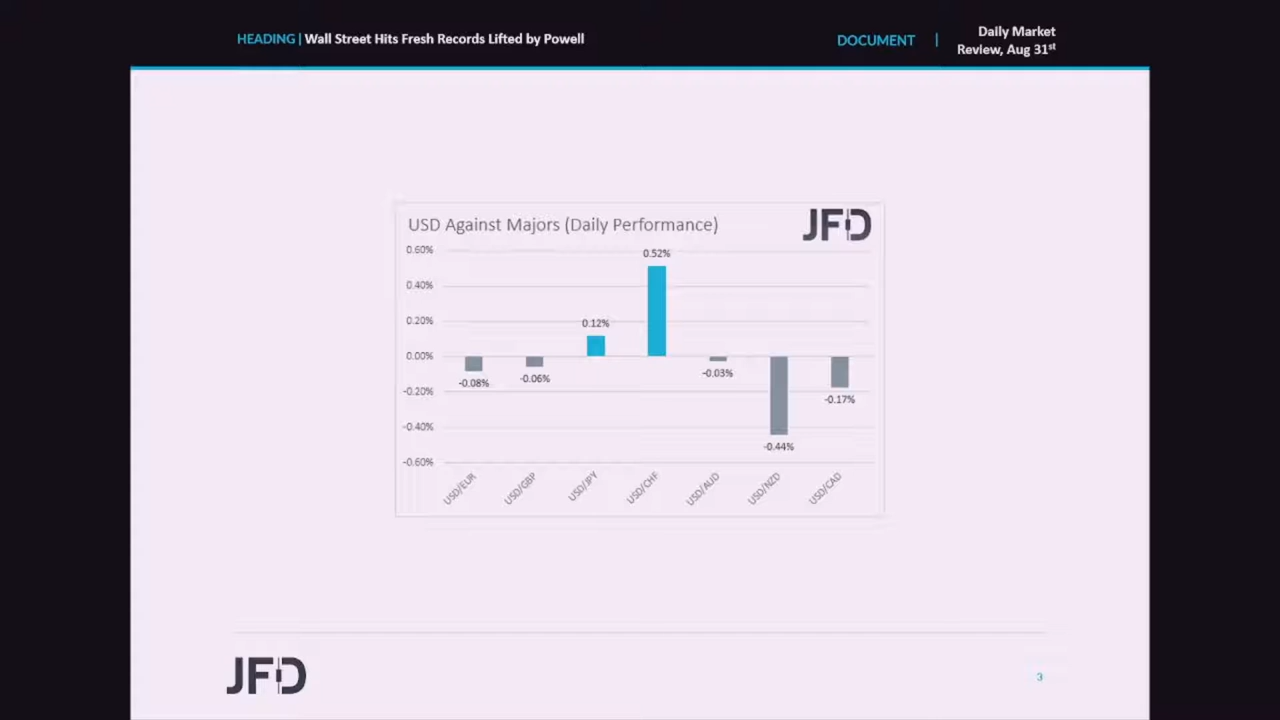 HEADING | Wall Street Hits Fresh Records Lifted by Powell
DOCUMENT |
Daily Market
Review, Aug 31st
USD Against Majors (Daily Performance)
JFD
0.60%
0.40%
0.20%
0.00%
-0.20%
-0.40%
-0.60%
-0.08%
-0.06%
0.12%
0.52%
-0.03%
-0.44%
-0.17%
USD/EUR
USD/GBP
USD/JPY
USD/CHF
USD/AUD
USD/NZD
USD/CAD
JFD
3